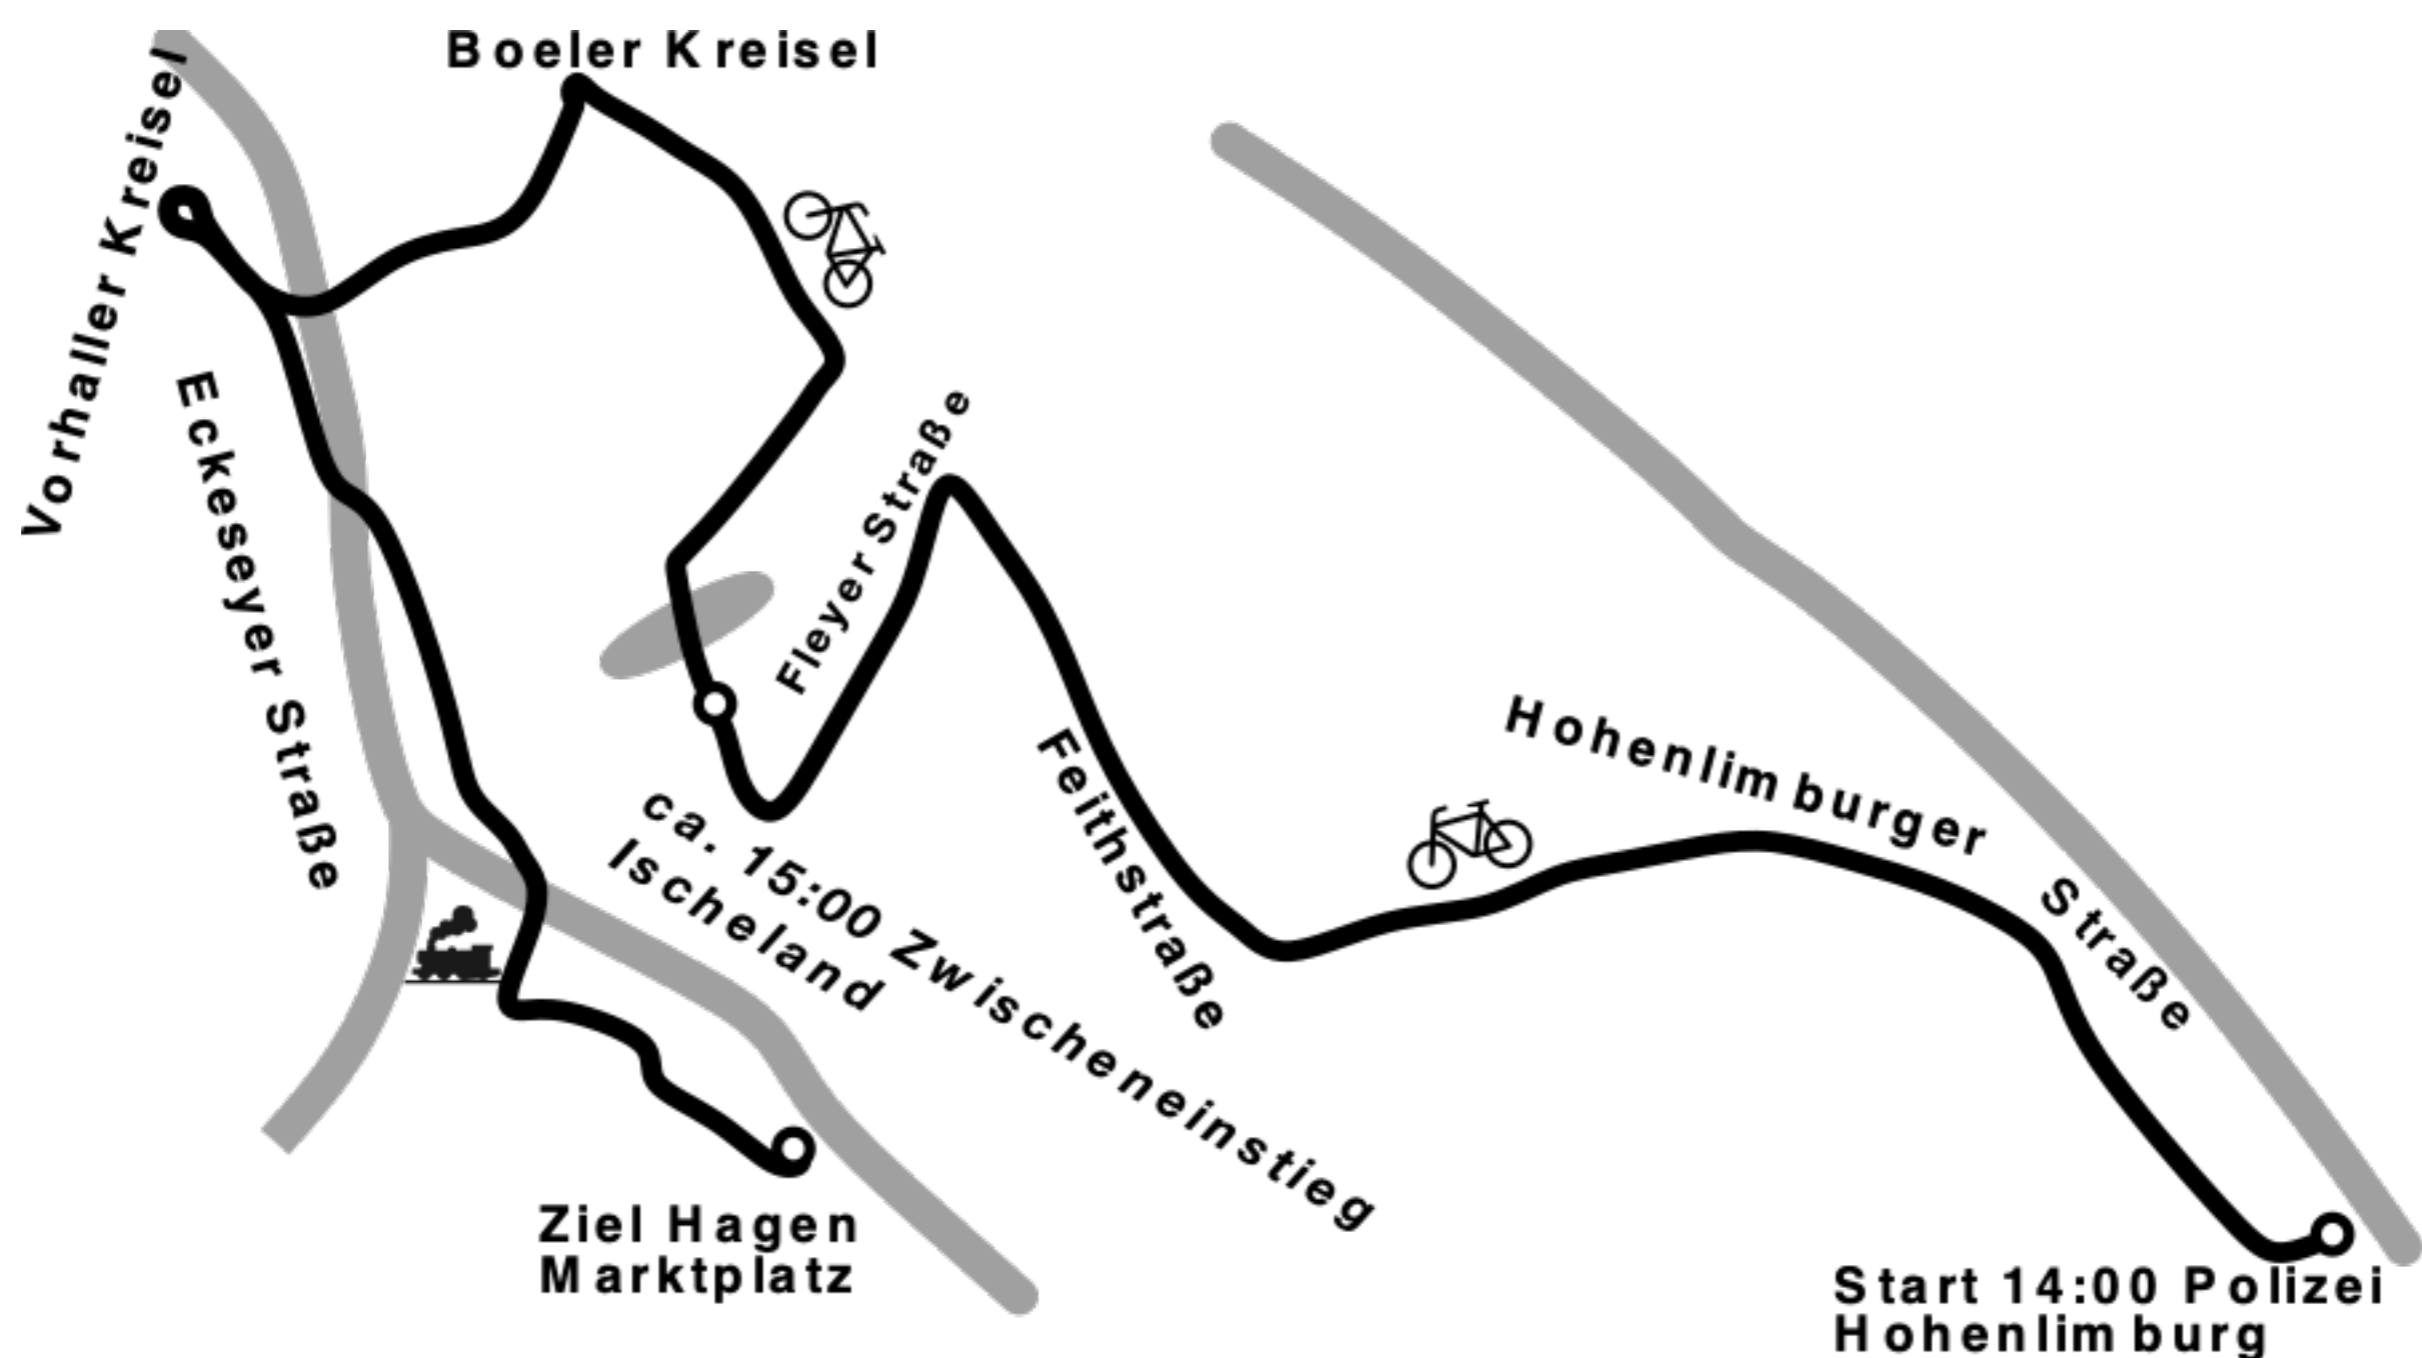 Boeler Kreisel
Vorhaller Kreisel
Eckeseyer Straße
Fleyer Straße
Feithstraße
Hohenlimburger Straße
ca. 15:00 Zwischeneinstieg
Ischeland
Ziel Hagen
Marktplatz
Start 14:00 Polizei
Hohenlimburg